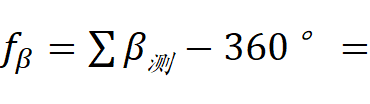 f_β = ∑ β_测 − 360° =